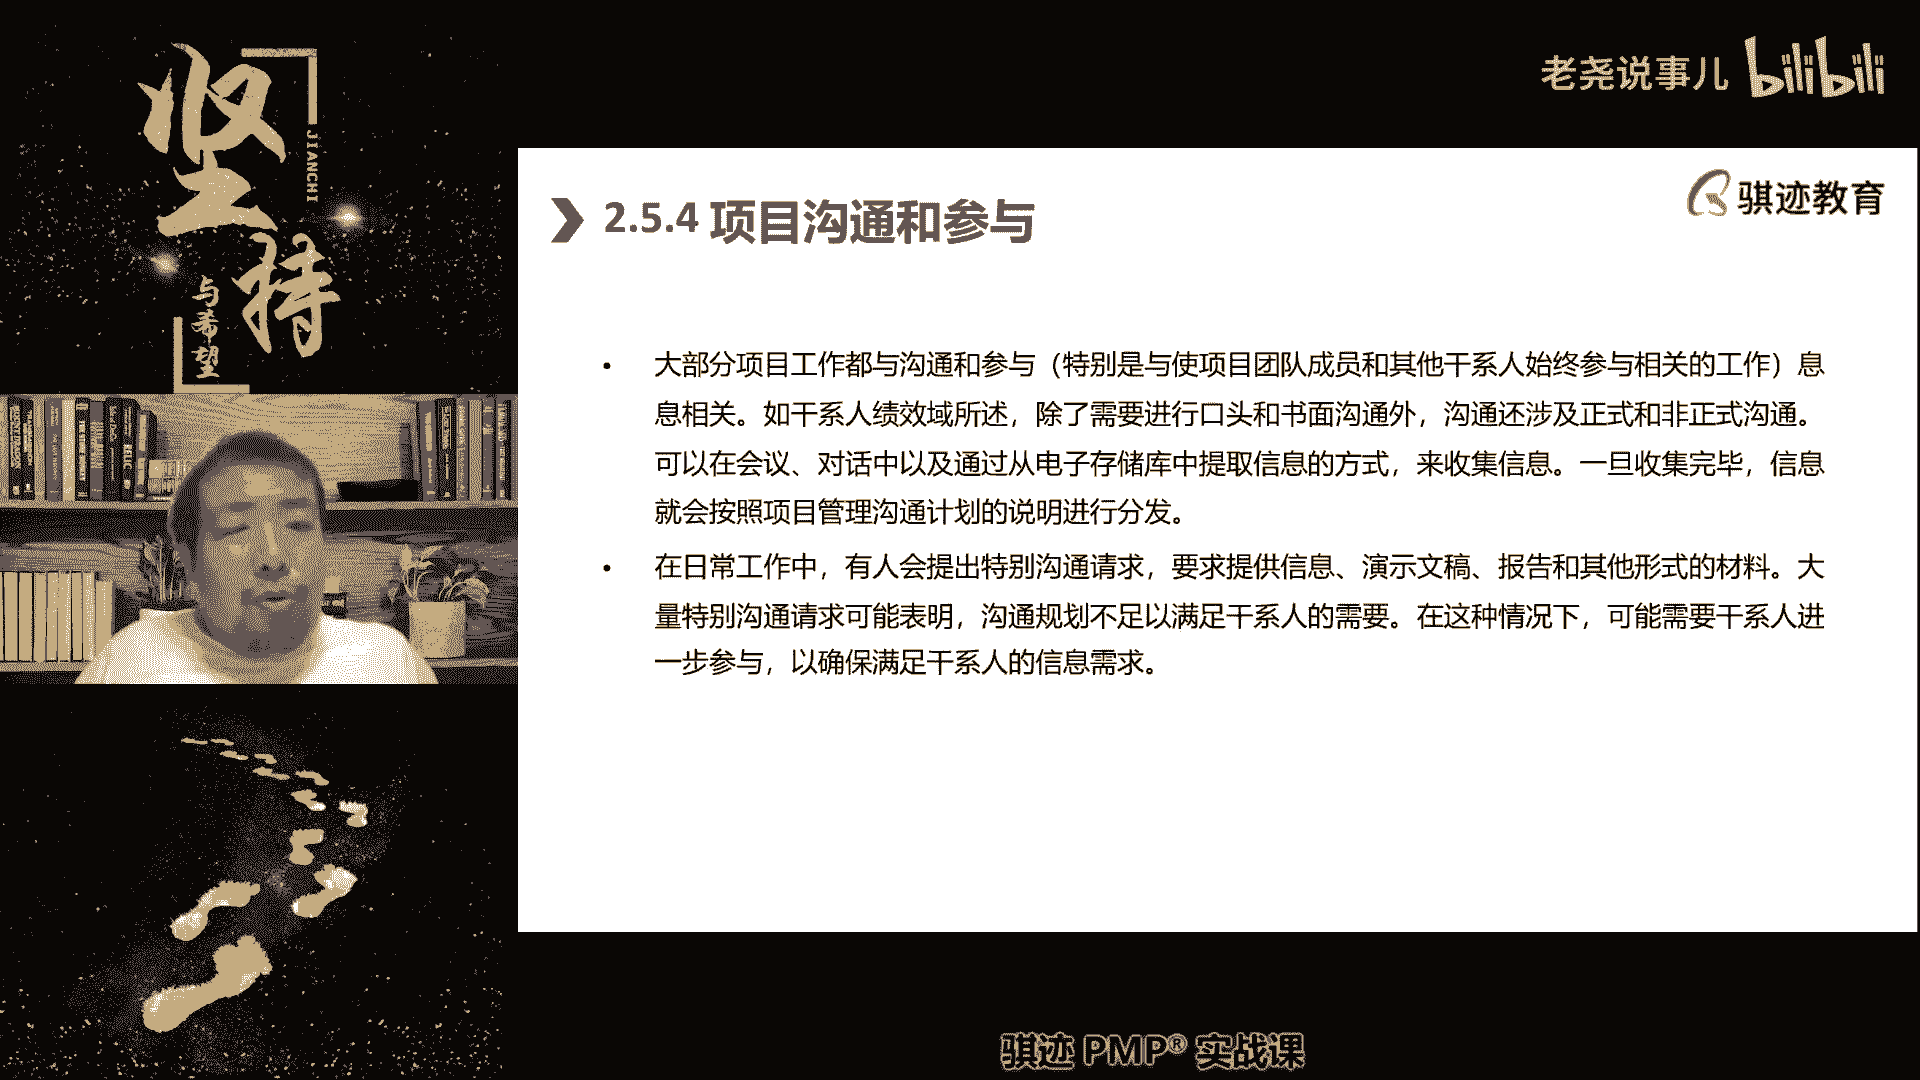 坚持
JIANCHI
与希望
老尧说事儿 bilibili
骐迹教育
2.5.4 项目沟通和参与
• 大部分项目工作都与沟通和参与（特别是与使项目团队成员和其他干系人始终参与相关的工作）息
息相关。如干系人绩效域所述，除了需要进行口头和书面沟通外，沟通还涉及正式和非正式沟通。
可以在会议、对话中以及通过从电子存储库中提取信息的方式，来收集信息。一旦收集完毕，信息
就会按照项目管理沟通计划的说明进行分发。
• 在日常工作中，有人会提出特别沟通请求，要求提供信息、演示文稿、报告和其他形式的材料。大
量特别沟通请求可能表明，沟通规划不足以满足干系人的需要。在这种情况下，可能需要干系人进
一步参与，以确保满足干系人的信息需求。
骐迹 PMP® 实战课